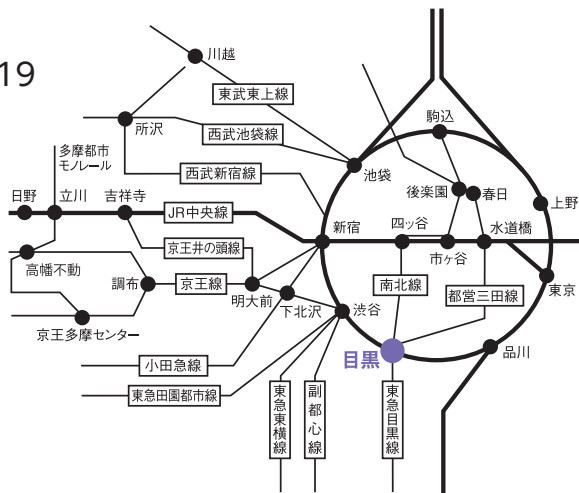 19
川越
東武東上線
所沢
西武池袋線
駒込
多摩都市
モノレール
西武新宿線
池袋
後楽園
春日
上野
日野
立川
吉祥寺
JR中央線
新宿
四ッ谷
水道橋
京王井の頭線
市ヶ谷
高幡不動
調布
京王線
明大前
下北沢
渋谷
南北線
都営三田線
東京
京王多摩センター
目黒
品川
小田急線
東急田園都市線
東急東横線
副都心線
東急目黒線